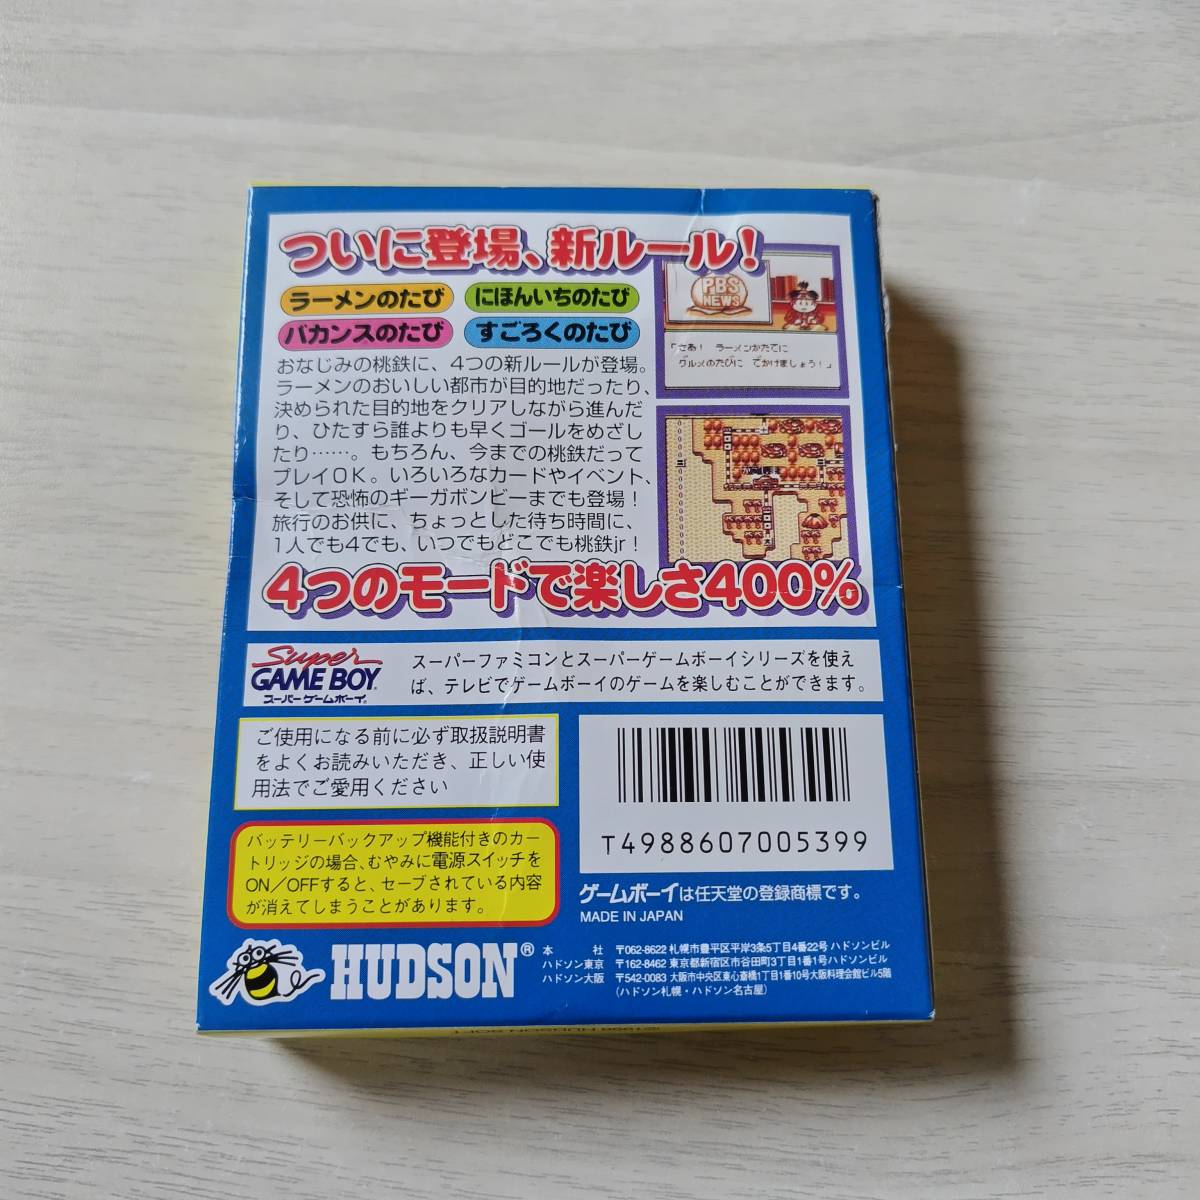 ついに登場、新ルール！
ラーメンのたび
にほんいちのたび
バカンスのたび
すごろくのたび
おなじみの桃鉄に、4つの新ルールが登場。
ラーメンのおいしい都市が目的地だったり、
決められた目的地をクリアしながら進んだ
り、ひたすら誰よりも早くゴールをめざし
たり……。もちろん、今までの桃鉄だって
プレイOK。いろいろなカードやイベント、
そして恐怖のギーガボンビーまでも登場！
旅行のお供に、ちょっとした待ち時間に、
1人でも4でも、いつでもどこでも桃鉄jr！
PBS
NEWS
「さあ！ ラーメンかたてに
グルメのたびに でかけましょう！」
4つのモードで楽しさ400%
Super
GAME BOY
スーパーゲームボーイ
スーパーファミコンとスーパーゲームボーイシリーズを使え
ば、テレビでゲームボーイのゲームを楽しむことができます。
ご使用になる前に必ず取扱説明書
をよくお読みいただき、正しい使
用法でご愛用ください
バッテリーバックアップ機能付きのカー
トリッジの場合、むやみに電源スイッチを
ON／OFFすると、セーブされている内容
が消えてしまうことがあります。
T4988607005399
ゲームボーイは任天堂の登録商標です。
MADE IN JAPAN
HUDSON®
本 社 〒062-8622 札幌市豊平区平岸3条5丁目4番22号 ハドソンビル
ハドソン東京 〒162-8462 東京都新宿区市谷田町3丁目1番1号ハドソンビル
ハドソン大阪 〒542-0083 大阪市中央区東心斎橋1丁目1番10号大阪料理会館ビル5階
（ハドソン札幌・ハドソン名古屋）
©1998 HUDSON SOFT